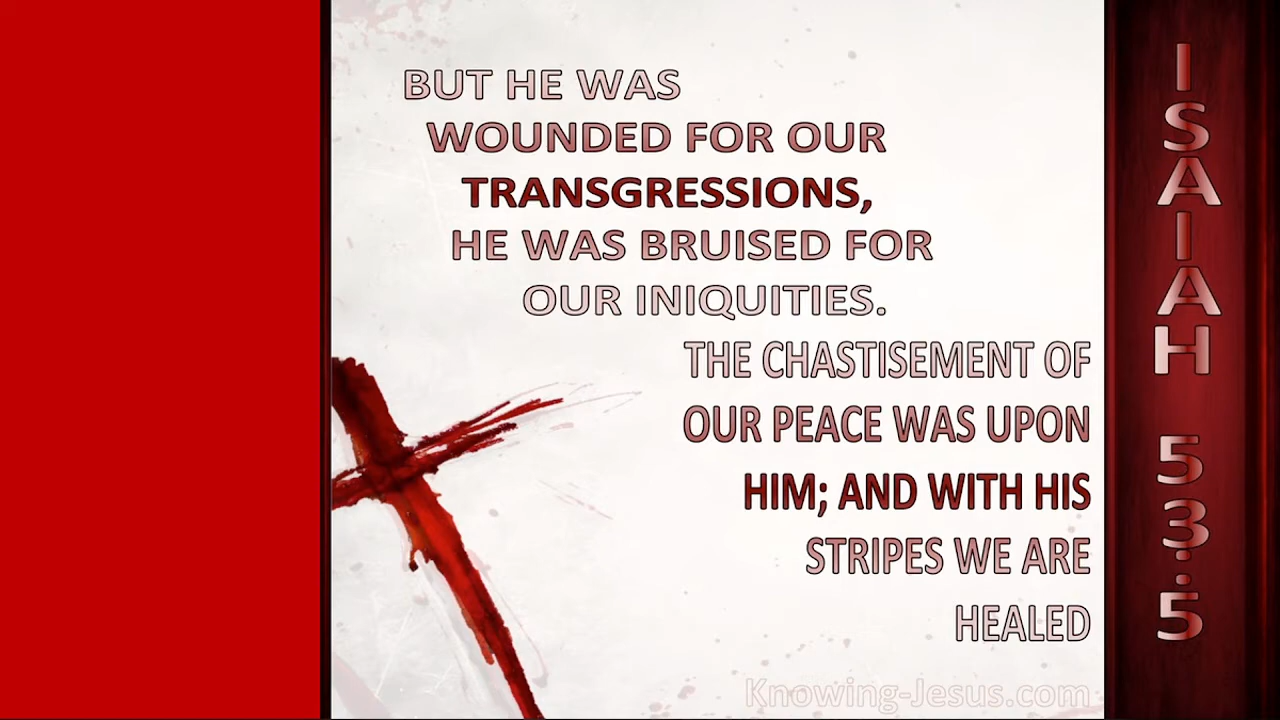 BUT HE WAS
WOUNDED FOR OUR
TRANSGRESSIONS,
HE WAS BRUISED FOR
OUR INIQUITIES.
THE CHASTISEMENT OF
OUR PEACE WAS UPON
HIM; AND WITH HIS
STRIPES WE ARE
HEALED
Knowing-Jesus.com
ISAIAH 53:5